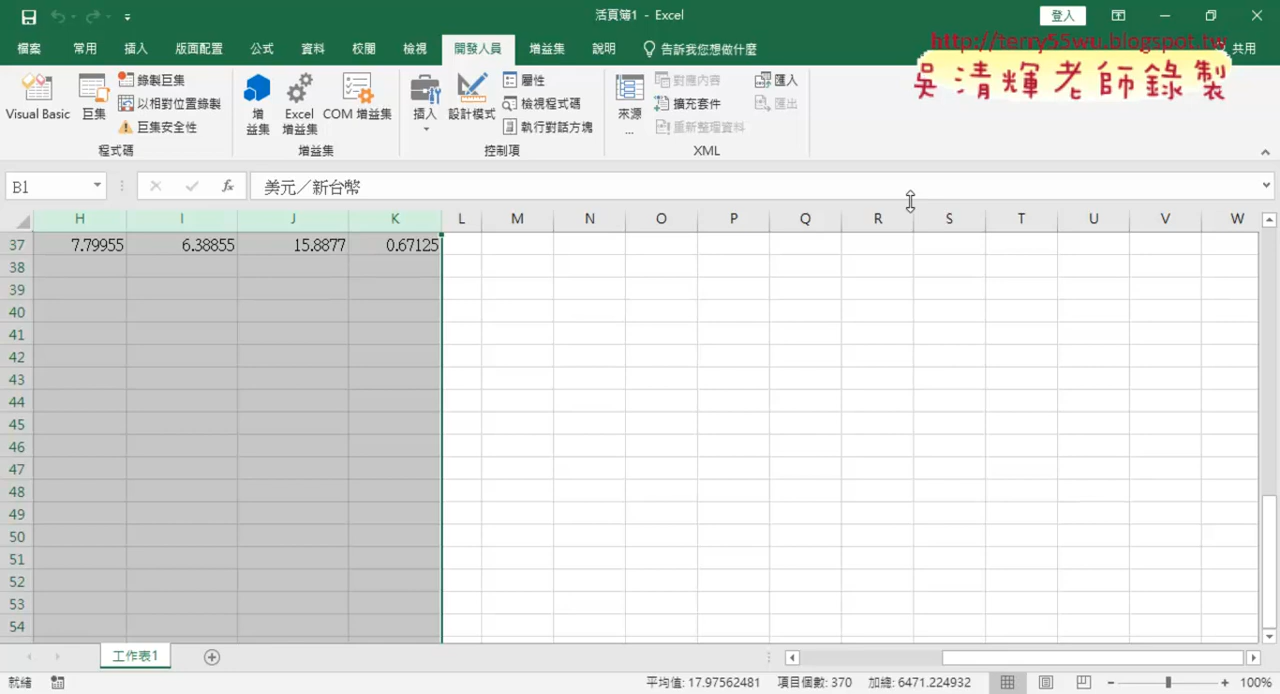 活頁簿1 - Excel
登入
檔案 常用 插入 版面配置 公式 資料 校閱 檢視 開發人員 增益集 說明 告訴我您想做什麼 共用
http://terry55wu.blogspot.tw
吳清輝老師錄製
Visual Basic
巨集
錄製巨集
以相對位置錄製
巨集安全性
程式碼
增益集
Excel 增益集
COM 增益集
增益集
插入
設計模式
屬性
檢視程式碼
執行對話方塊
控制項
來源
...
對應內容
擴充套件
重新整理資料
匯入
匯出
XML
B1 fx 美元／新台幣
H I J K L M N O P Q R S T U V W
37 7.79955 6.38855 15.8877 0.67125
38
39
40
41
42
43
44
45
46
47
48
49
50
51
52
53
54
工作表1
就緒 平均值: 17.97562481 項目個數: 370 加總: 6471.224932 100%